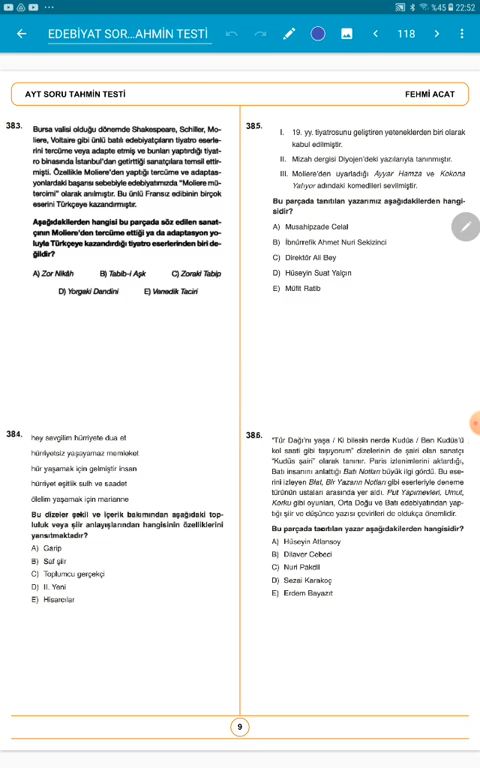 %45 22:52
EDEBİYAT SOR...AHMİN TESTİ
118
AYT SORU TAHMİN TESTİ
FEHMİ ACAT
383.
Bursa valisi olduğu dönemde Shakespeare, Schiller, Mo-
liere, Voltaire gibi ünlü batılı edebiyatçıların tiyatro eserle-
rini tercüme veya adapte etmiş ve bunları yaptırdığı tiyat-
ro binasında İstanbul'dan getirttiği sanatçılara temsil ettir-
mişti. Özellikle Moliere'den yaptığı tercüme ve adaptas-
yonlardaki başarısı sebebiyle edebiyatımızda "Moliere mü-
tercimi" olarak anılmıştır. Bu ünlü Fransız edibinin birçok
eserini Türkçeye kazandırmıştır.
Aşağıdakilerden hangisi bu parçada söz edilen sanat-
çının Moliere'den tercüme ettiği ya da adaptasyon yo-
luyla Türkçeye kazandırdığı tiyatro eserlerinden biri de-
ğildir?
A) Zor Nikâh B) Tabib-i Aşk C) Zoraki Tabip
D) Yorgaki Dandini E) Venedik Taciri
384.
hey sevgilim hürriyete dua et
hürriyetsiz yaşayamaz memleket
hür yaşamak için gelmiştir insan
hürriyet eşitlik sulh ve saadet
ölelim yaşamak için marianne
Bu dizeler şekil ve içerik bakımından aşağıdaki top-
luluk veya şiir anlayışlarından hangisinin özelliklerini
yansıtmaktadır?
A) Garip
B) Saf şiir
C) Toplumcu gerçekçi
D) II. Yeni
E) Hisarcılar
385.
I. 19. yy. tiyatrosunu geliştiren yeteneklerden biri olarak
kabul edilmiştir.
II. Mizah dergisi Diyojen'deki yazılarıyla tanınmıştır.
III. Moliere'den uyarladığı Ayyar Hamza ve Kokona
Yatıyor adındaki komedileri sevilmiştir.
Bu parçada tanıtılan yazarımız aşağıdakilerden hangi-
sidir?
A) Musahipzade Celal
B) İbnürrefik Ahmet Nuri Sekizinci
C) Direktör Ali Bey
D) Hüseyin Suat Yalçın
E) Müfit Ratib
386.
"Tûr Dağı'nı yaşa / Ki bilesin nerde Kudüs / Ben Kudüs'ü
kol saati gibi taşıyorum" dizelerinin de şairi olan sanatçı
"Kudüs şairi" olarak tanınır. Paris izlenimlerini aktardığı,
Batı insanını anlattığı Batı Notları büyük ilgi gördü. Bu ese-
rini izleyen Biat, Bir Yazarın Notları gibi eserleriyle deneme
türünün ustaları arasında yer aldı. Put Yapımevleri, Umut,
Korku gibi oyunları, Orta Doğu ve Batı edebiyatından yap-
tığı şiir ve düşünce yazısı çevirileri de oldukça önemlidir.
Bu parçada tanıtılan yazar aşağıdakilerden hangisidir?
A) Hüseyin Atlansoy
B) Dilaver Cebeci
C) Nuri Pakdil
D) Sezai Karakoç
E) Erdem Bayazıt
9